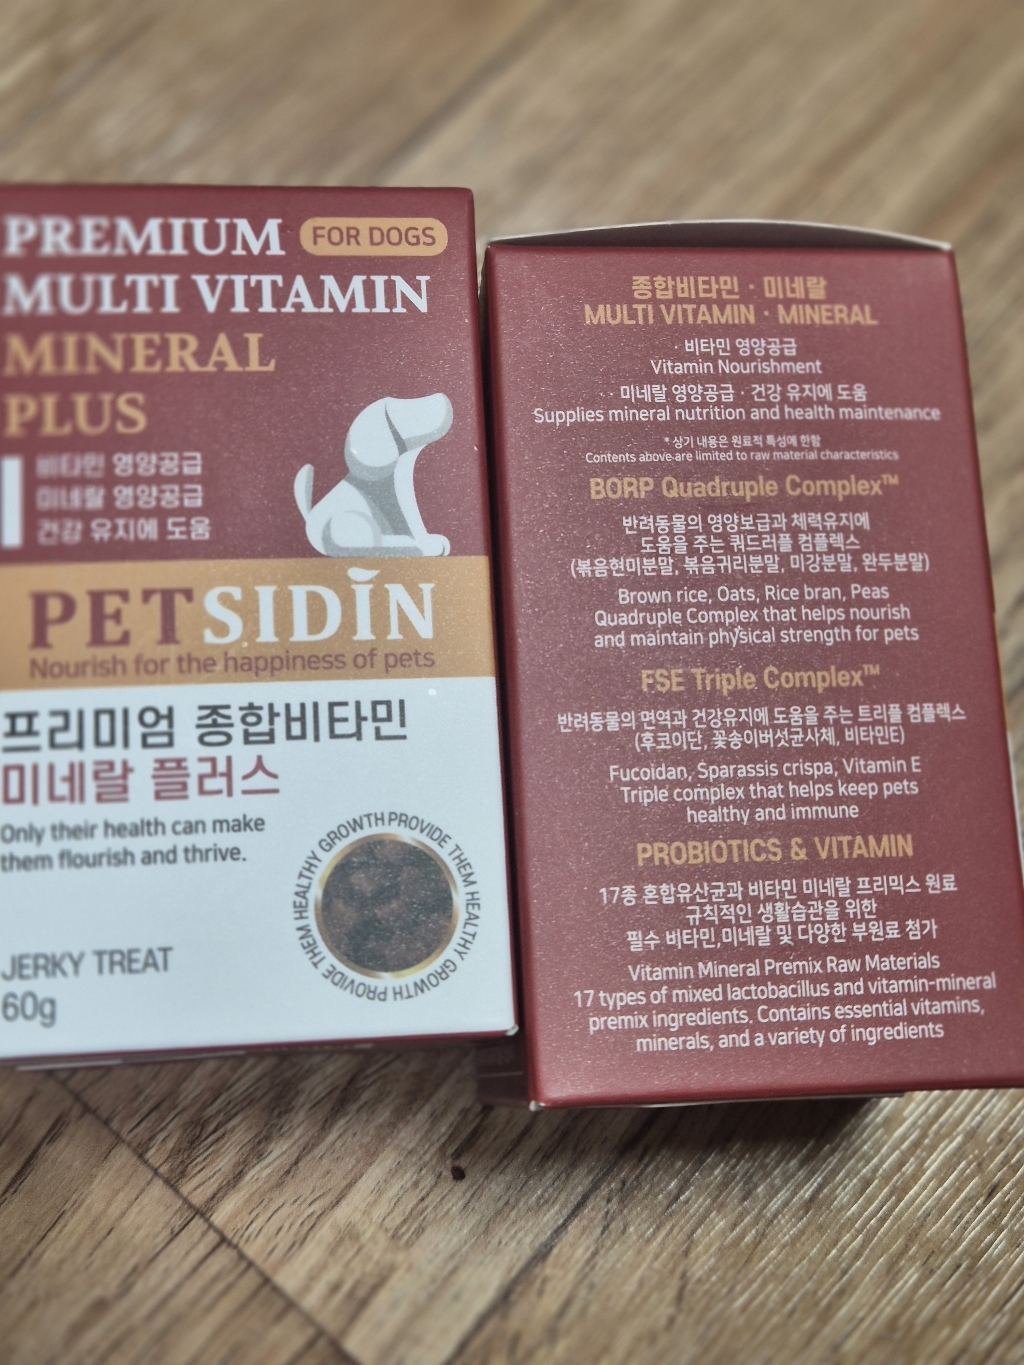 PREMIUM FOR DOGS
MULTI VITAMIN
MINERAL
PLUS
비타민 영양공급
미네랄 영양공급
건강 유지에 도움
PETSIDIN
Nourish for the happiness of pets
프리미엄 종합비타민
미네랄 플러스
Only their health can make
them flourish and thrive.
PROVIDE THEM HEALTHY GROWTH PROVIDE THEM HEALTHY GROWTH
JERKY TREAT
60g
종합비타민 · 미네랄
MULTI VITAMIN · MINERAL
· 비타민 영양공급
Vitamin Nourishment
· 미네랄 영양공급 · 건강 유지에 도움
Supplies mineral nutrition and health maintenance
* 상기 내용은 원료적 특성에 한함
Contents above are limited to raw material characteristics
BORP Quadruple Complex™
반려동물의 영양보급과 체력유지에
도움을 주는 쿼드러플 컴플렉스
(볶음현미분말, 볶음귀리분말, 미강분말, 완두분말)
Brown rice, Oats, Rice bran, Peas
Quadruple Complex that helps nourish
and maintain physical strength for pets
FSE Triple Complex™
반려동물의 면역과 건강유지에 도움을 주는 트리플 컴플렉스
(후코이단, 꽃송이버섯균사체, 비타민E)
Fucoidan, Sparassis crispa, Vitamin E
Triple complex that helps keep pets
healthy and immune
PROBIOTICS & VITAMIN
17종 혼합유산균과 비타민 미네랄 프리믹스 원료
규칙적인 생활습관을 위한
필수 비타민,미네랄 및 다양한 부원료 첨가
Vitamin Mineral Premix Raw Materials
17 types of mixed lactobacillus and vitamin-mineral
premix ingredients. Contains essential vitamins,
minerals, and a variety of ingredients